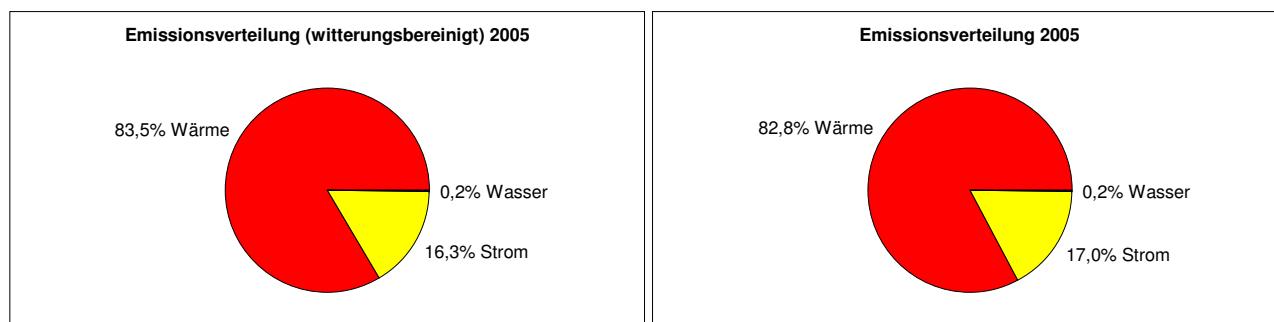 Emissionsverteilung (witterungsbereinigt) 2005
83,5% Wärme
0,2% Wasser
16,3% Strom
Emissionsverteilung 2005
82,8% Wärme
0,2% Wasser
17,0% Strom